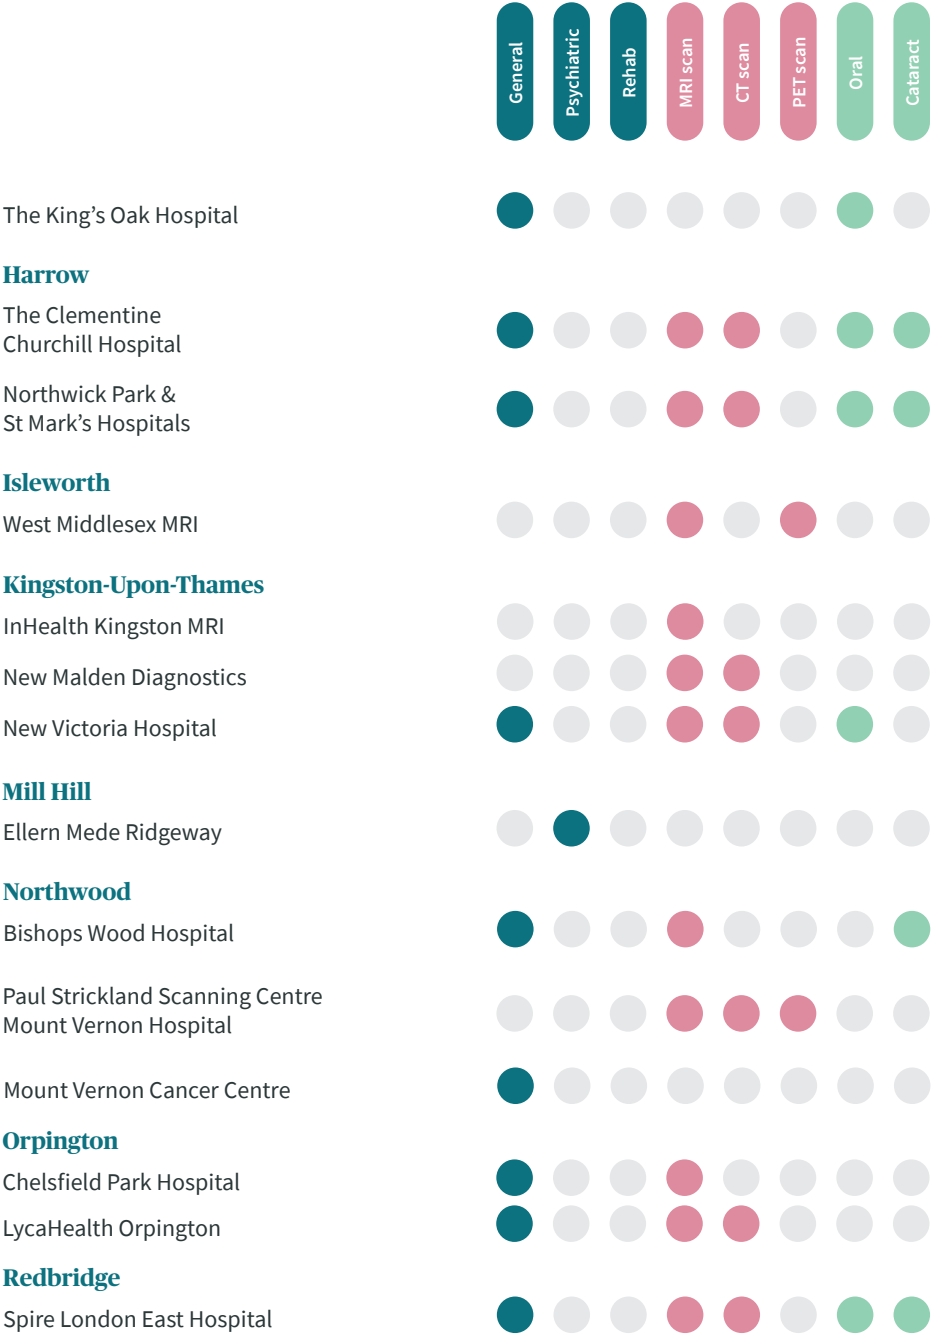 General
Psychiatric
Rehab
MRI scan
CT scan
PET scan
Oral
Cataract
The King’s Oak Hospital
Harrow
The Clementine
Churchill Hospital
Northwick Park &
St Mark’s Hospitals
Isleworth
West Middlesex MRI
Kingston-Upon-Thames
InHealth Kingston MRI
New Malden Diagnostics
New Victoria Hospital
Mill Hill
Ellern Mede Ridgeway
Northwood
Bishops Wood Hospital
Paul Strickland Scanning Centre
Mount Vernon Hospital
Mount Vernon Cancer Centre
Orpington
Chelsfield Park Hospital
LycaHealth Orpington
Redbridge
Spire London East Hospital